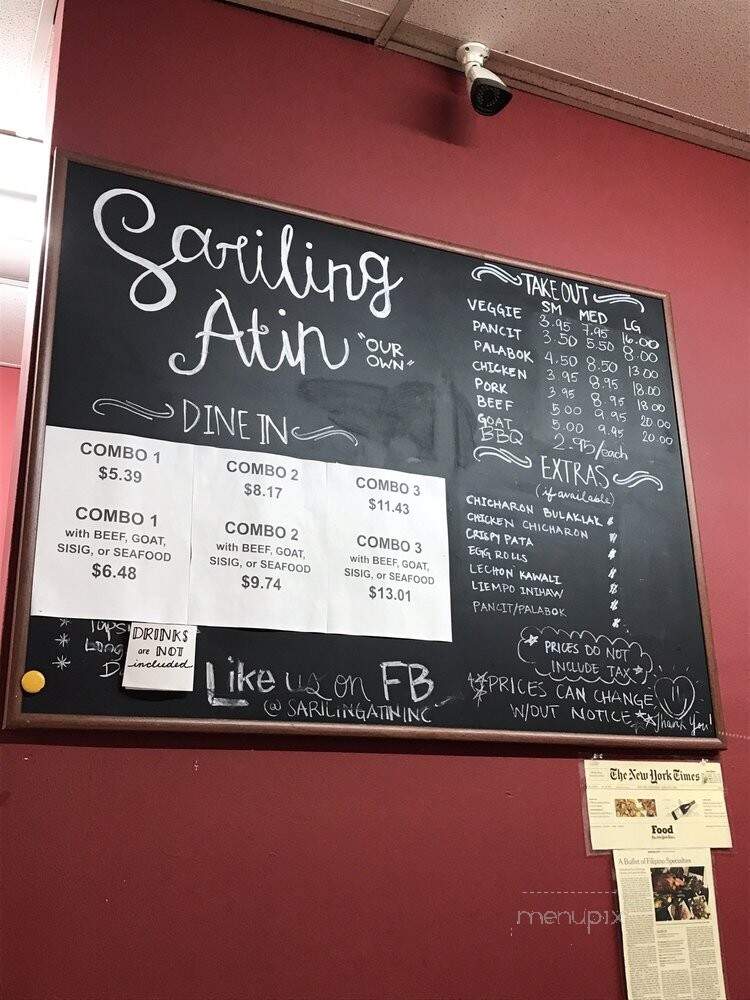 Sariling
Atin
"OUR
OWN"
DINE IN
COMBO 1
$5.39
COMBO 1
with BEEF, GOAT,
SISIG, or SEAFOOD
$6.48
COMBO 2
$8.17
COMBO 2
with BEEF, GOAT,
SISIG, or SEAFOOD
$9.74
COMBO 3
$11.43
COMBO 3
with BEEF, GOAT,
SISIG, or SEAFOOD
$13.01
DRINKS
are NOT
included
Like us on FB
@ SARILINGATININC
TAKE OUT
SM MED LG
VEGGIE 3.95 7.95 16.00
PANCIT 3.50 5.50 8.00
PALABOK 4.50 8.50 13.00
CHICKEN 3.95 8.95 18.00
PORK 3.95 8.95 18.00
BEEF 5.00 9.95 20.00
GOAT 5.00 9.95 20.00
BBQ 2.95/each
EXTRAS
(if available)
CHICHARON BULAKLAK
CHICKEN CHICHARON
CRISPY PATA
EGG ROLLS
LECHON KAWALI
LIEMPO INIHAW
PANCIT/PALABOK
PRICES DO NOT
INCLUDE TAX
PRICES CAN CHANGE
W/OUT NOTICE
Thank You!
The New York Times
Food
A Buffet of Filipino Specialties
menupix